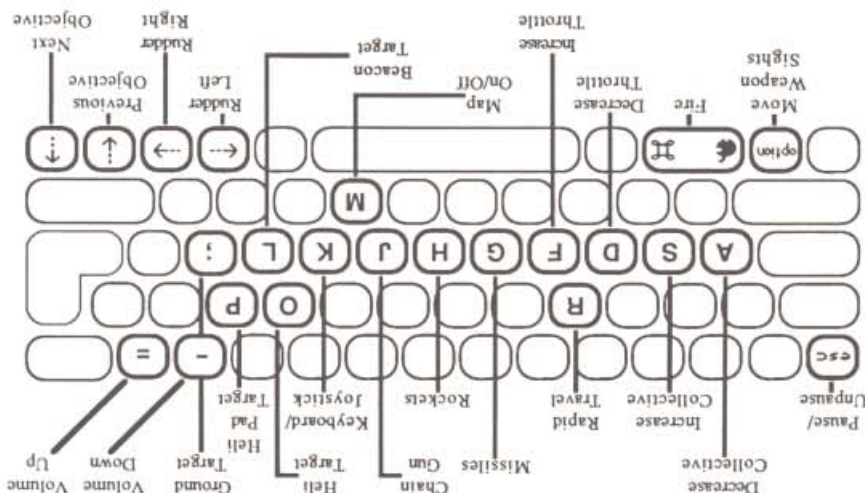 Decrease
Collective
Missiles
Chain
Gun
Target
Heli
Target
Ground
Volume
Down
Volume
Up
Pause/
Unpause
Increase
Collective
Rapid
Travel
Rockets
Keyboard/
Joystick
Heli
Pad
Target
esc
-
=
R
O
P
A
S
D
F
G
H
J
K
L
;
M
option
⌘
←
→
↑
↓
Move
Weapon
Sights
Fire
Decrease
Throttle
Increase
Throttle
Map
On/Off
Beacon
Target
Rudder
Left
Rudder
Right
Previous
Objective
Next
Objective